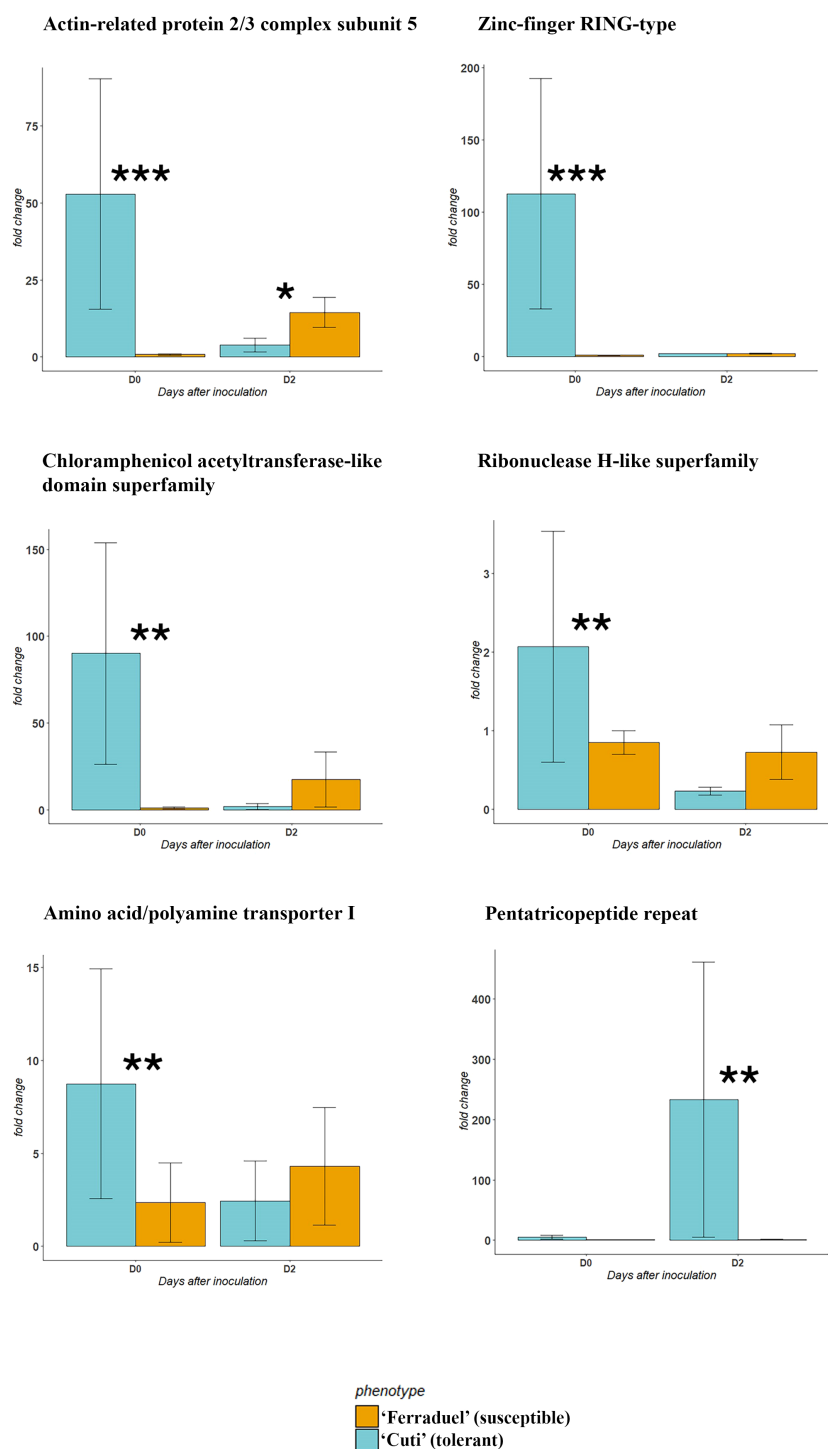 Actin-related protein 2/3 complex subunit 5
fold change
75
50
25
0
***
*
D0
D2
Days after inoculation
Zinc-finger RING-type
fold change
200
150
100
50
0
***
D0
D2
Days after inoculation
Chloramphenicol acetyltransferase-like
domain superfamily
fold change
150
100
50
0
**
D0
D2
Days after inoculation
Ribonuclease H-like superfamily
fold change
3
2
1
0
**
D0
D2
Days after inoculation
Amino acid/polyamine transporter I
fold change
15
10
5
0
**
D0
D2
Days after inoculation
Pentatricopeptide repeat
fold change
400
300
200
100
0
**
D0
D2
Days after inoculation
phenotype
‘Ferraduel’ (susceptible)
‘Cuti’ (tolerant)